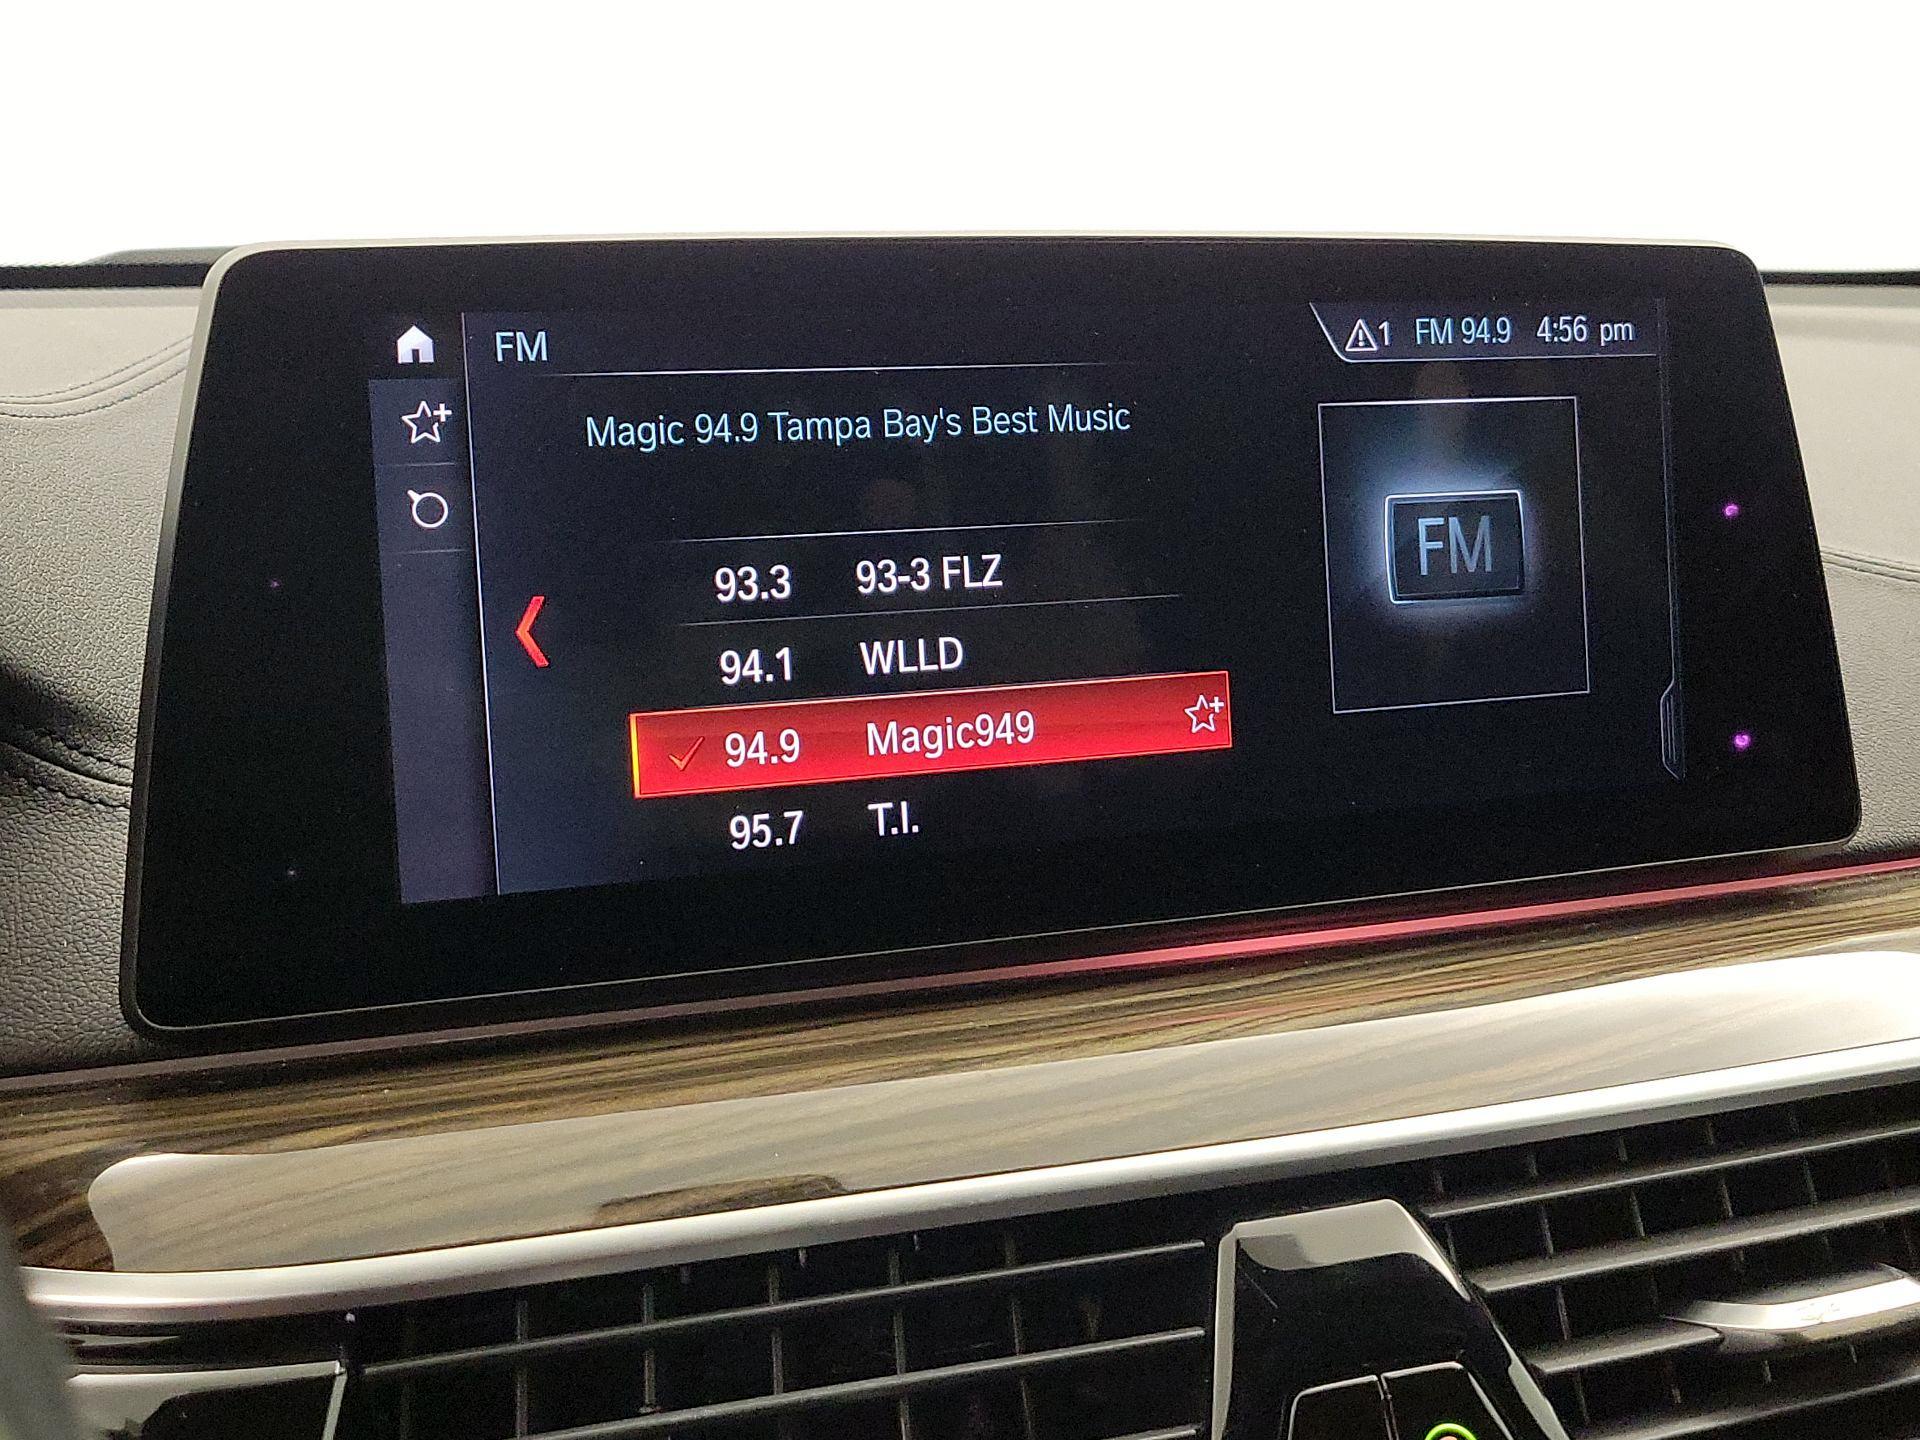 FM
1 FM 94.9 4:56 pm
Magic 94.9 Tampa Bay's Best Music
FM
93.3 93-3 FLZ
94.1 WLLD
94.9 Magic949
95.7 T.I.